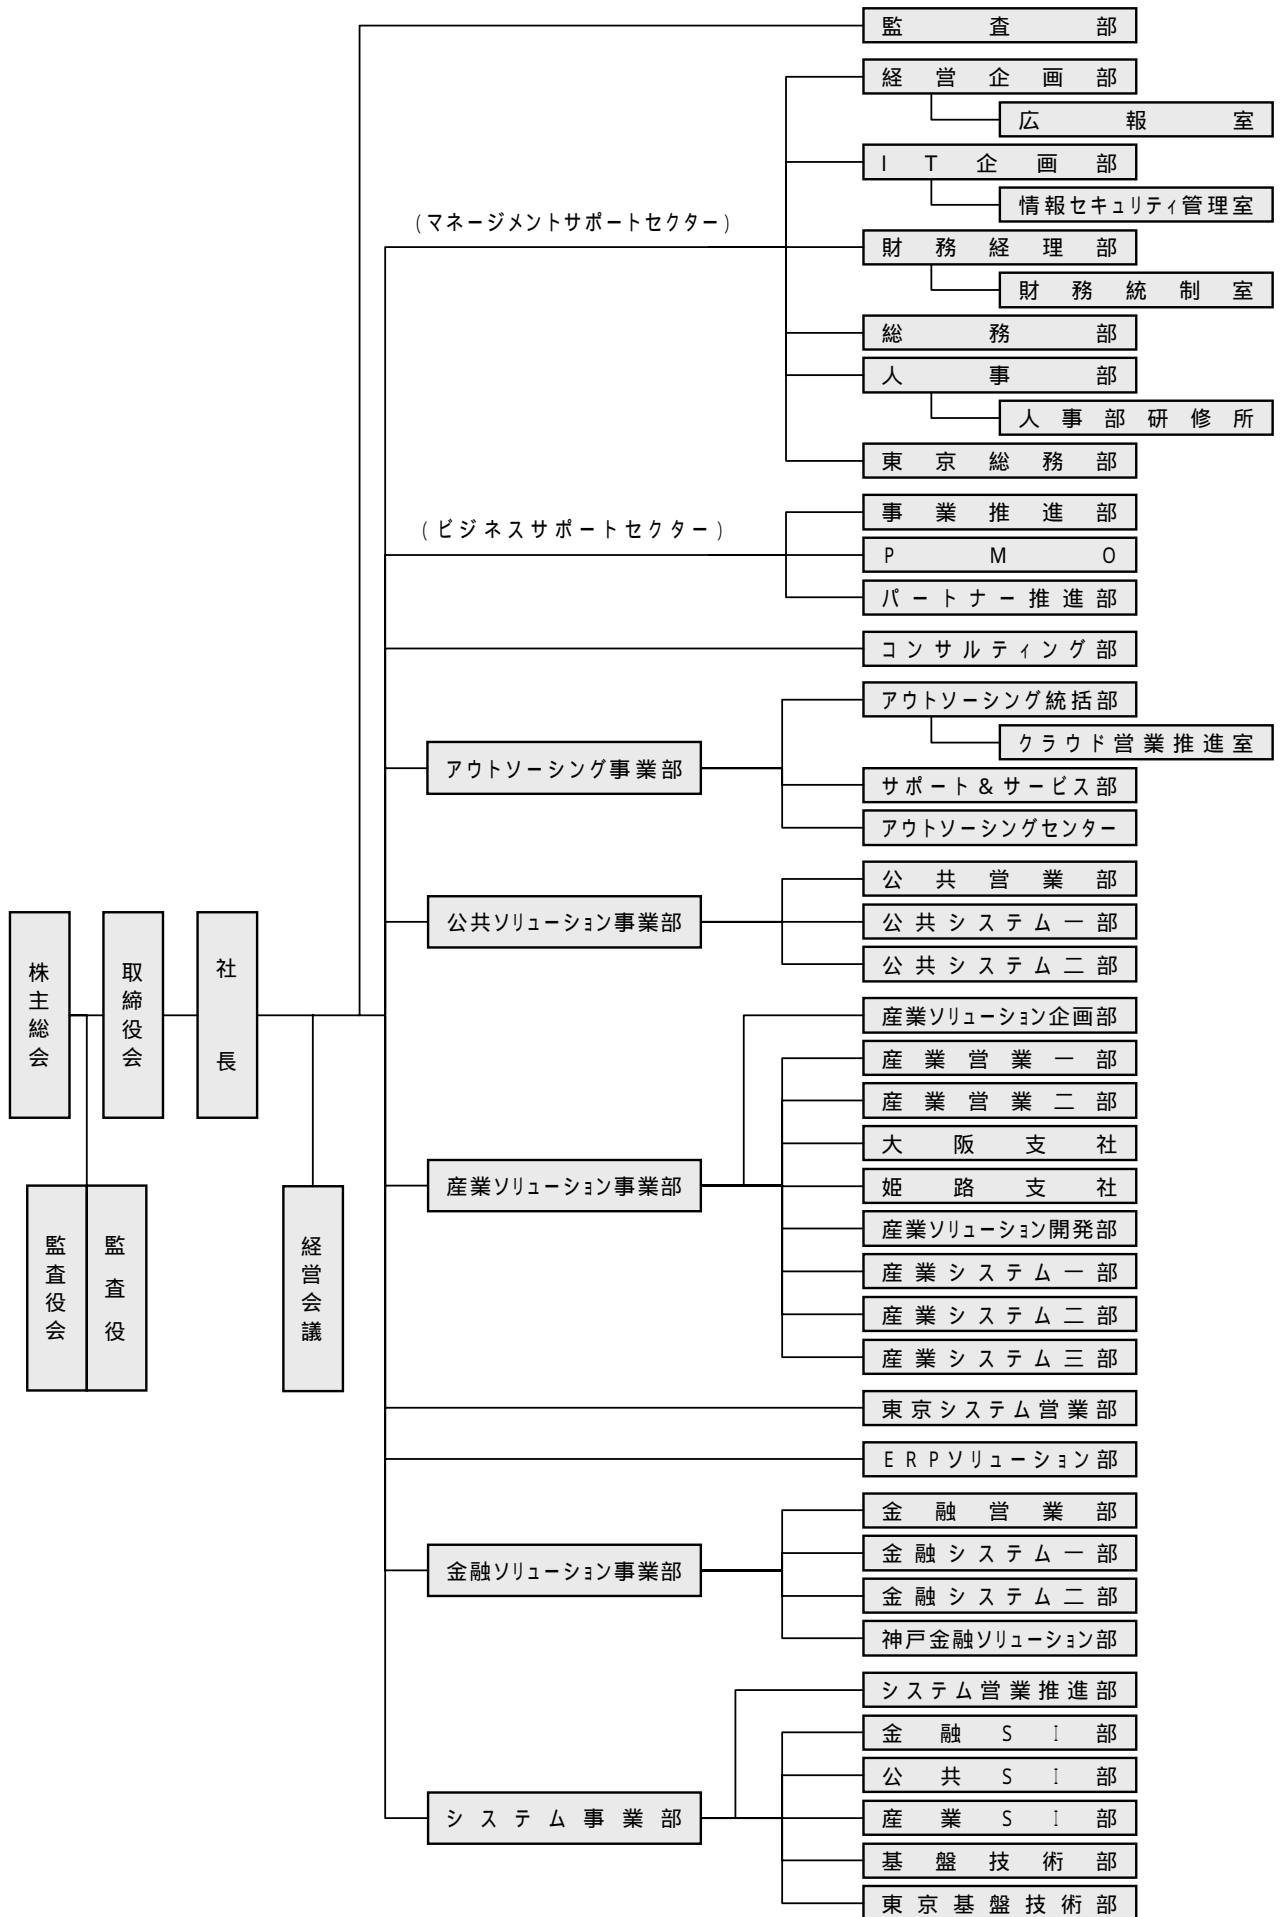 監査部
経営企画部
広報室
IT企画部
情報セキュリティ管理室
(マネージメントサポートセクター)
財務経理部
財務統制室
総務部
人事部
人事部研修所
東京総務部
(ビジネスサポートセクター)
事業推進部
PMO
パートナー推進部
コンサルティング部
アウトソーシング事業部
アウトソーシング統括部
クラウド営業推進室
サポート&サービス部
アウトソーシングセンター
公共ソリューション事業部
公共営業部
公共システム一部
公共システム二部
株主総会
取締役会
社長
監査役会
監査役
経営会議
産業ソリューション事業部
産業ソリューション企画部
産業営業一部
産業営業二部
大阪支社
姫路支社
産業ソリューション開発部
産業システム一部
産業システム二部
産業システム三部
東京システム営業部
ERPソリューション部
金融ソリューション事業部
金融営業部
金融システム一部
金融システム二部
神戸金融ソリューション部
システム事業部
システム営業推進部
金融SI部
公共SI部
産業SI部
基盤技術部
東京基盤技術部